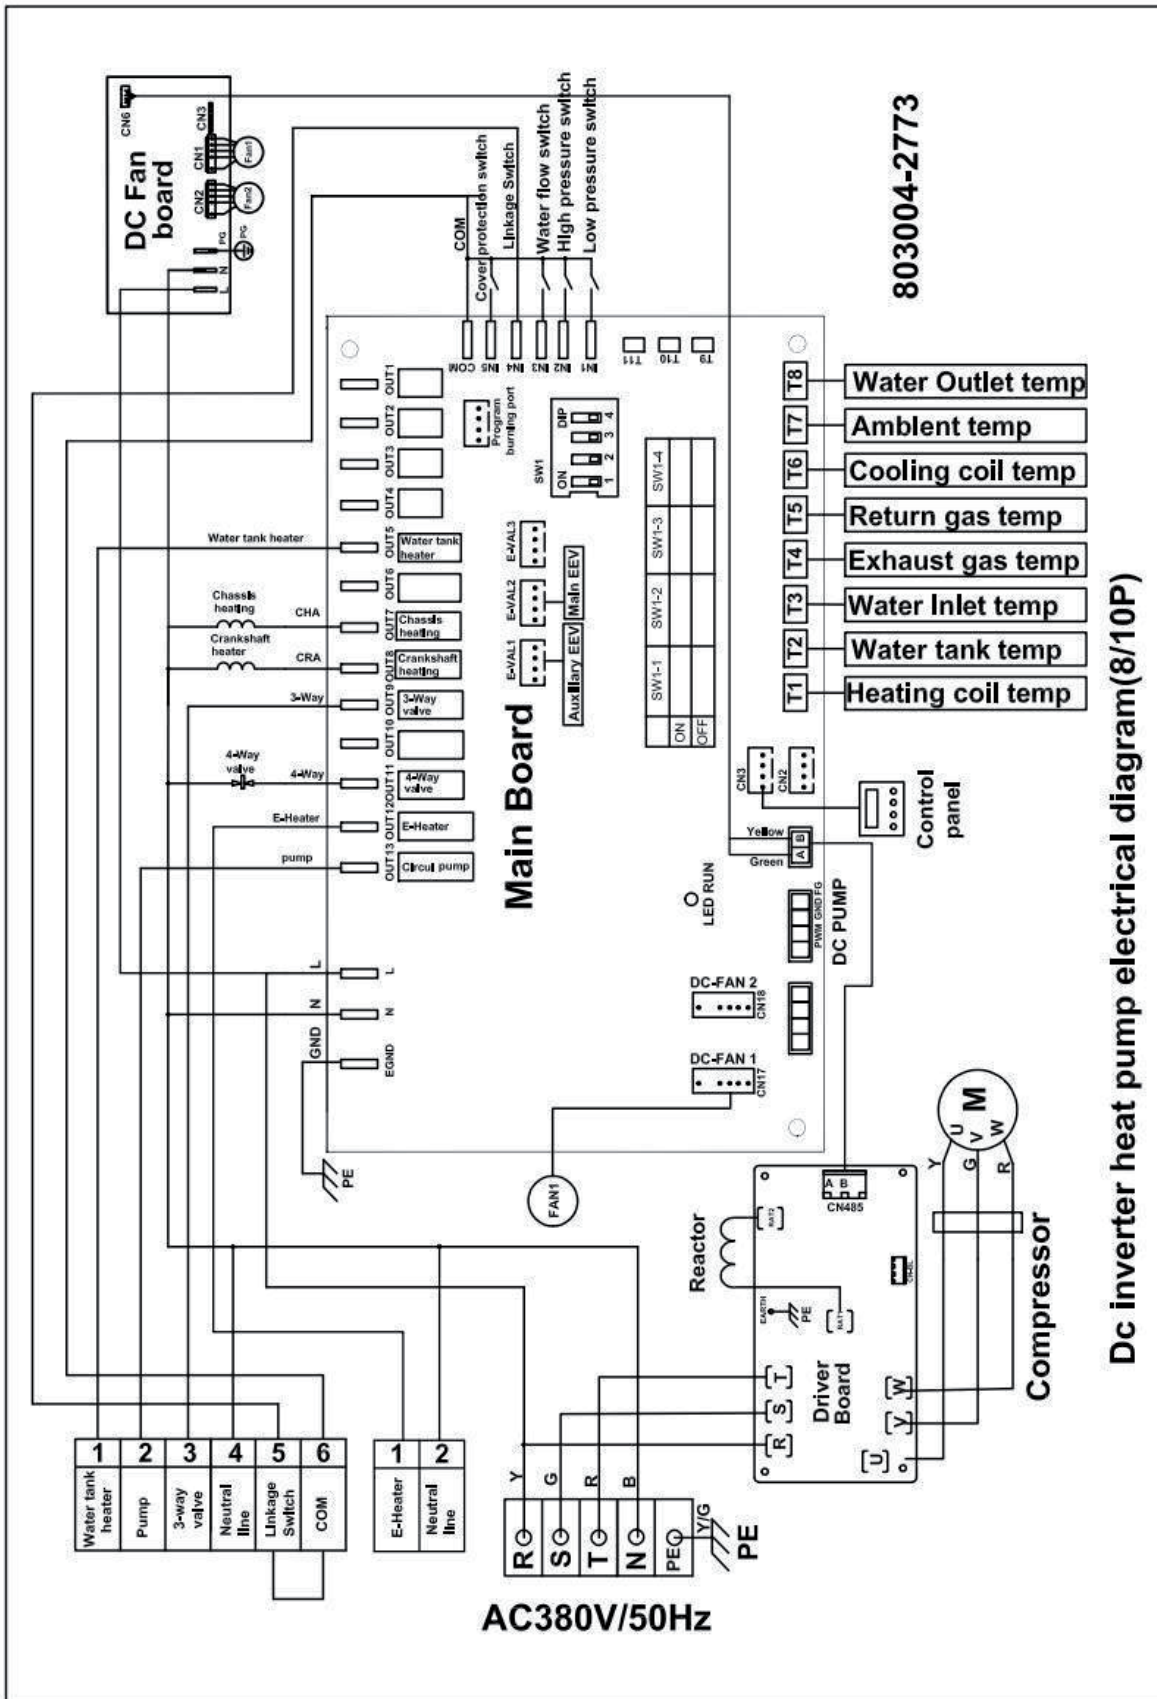 CN6
CN3
CN1
CN2
Fan1
Fan2
DC Fan
board
PG
PG
N
L
COM
Cover protection switch
Linkage Switch
Water flow switch
High pressure switch
Low pressure switch
803004-2773
COM
IN5
IN4
IN3
IN2
IN1
T11
T10
T9
OUT1
OUT2
OUT3
OUT4
OUT5
OUT6
OUT7
OUT8
OUT9
OUT10
OUT11
OUT12
OUT13
Water tank
heater
Chassis
heating
Crankshaft
heating
3-Way
valve
4-Way
valve
E-Heater
Circul pump
Water tank heater
Chassis
heating
CHA
Crankshaft
heater
CRA
3-Way
4-Way
valve
4-Way
E-Heater
pump
L
L
N
N
GND
EGND
PE
Program
burning port
SW1
ON
DIP
1
2
3
4
E-VAL3
E-VAL2
E-VAL1
Main EEV
Auxiliary EEV
SW1-1
SW1-2
SW1-3
SW1-4
ON
OFF
Main Board
T8
Water Outlet temp
T7
Ambient temp
T6
Cooling coil temp
T5
Return gas temp
T4
Exhaust gas temp
T3
Water Inlet temp
T2
Water tank temp
T1
Heating coil temp
CN3
CN2
Control
panel
Yellow
Green
A
B
LED RUN
PWM GND FG
DC PUMP
DC-FAN 2
CN18
DC-FAN 1
CN17
FAN1
M
U
V
W
Y
G
R
Compressor
A B
CN485
Reactor
RAT2
RAT1
EARTH
PE
T
S
R
Driver
Board
W
V
U
1
2
3
4
5
6
Water tank
heater
Pump
3-way
valve
Neutral
line
Linkage
Switch
COM
1
2
E-Heater
Neutral
line
Y
G
R
B
Y/G
R
S
T
N
PE
PE
AC380V/50Hz
Dc inverter heat pump electrical diagram(8/10P)